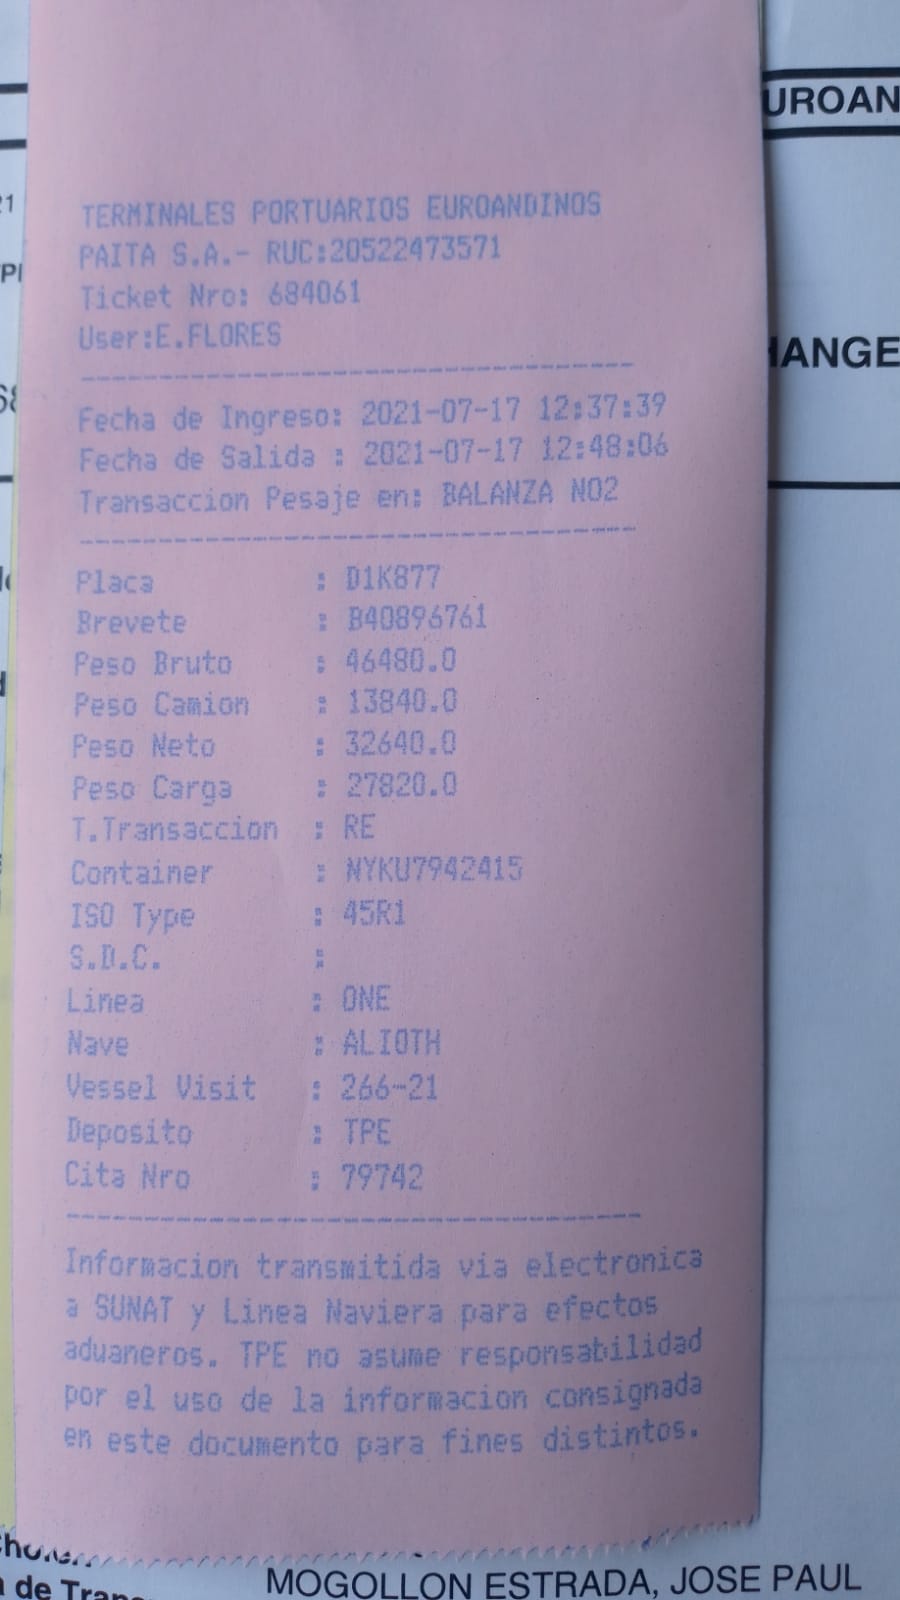 UROAN
TERMINALES PORTUARIOS EUROANDINOS
PAITA S.A.- RUC:20522473571
Ticket Nro: 684061
User:E.FLORES
HANGE
--------------------------------
Fecha de Ingreso: 2021-07-17 12:37:39
Fecha de Salida : 2021-07-17 12:48:06
Transaccion Pesaje en: BALANZA NO2
--------------------------------
Placa : D1K877
Brevete : B40896761
Peso Bruto : 46480.0
Peso Camion : 13840.0
Peso Neto : 32640.0
Peso Carga : 27820.0
T.Transaccion : RE
Container : NYKU7942415
ISO Type : 45R1
S.D.C. :
Linea : ONE
Nave : ALIOTH
Vessel Visit : 266-21
Deposito : TPE
Cita Nro : 79742
--------------------------------
Informacion transmitida via electronica
a SUNAT y Linea Naviera para efectos
aduaneros. TPE no asume responsabilidad
por el uso de la informacion consignada
en este documento para fines distintos.
MOGOLLON ESTRADA, JOSE PAUL
de